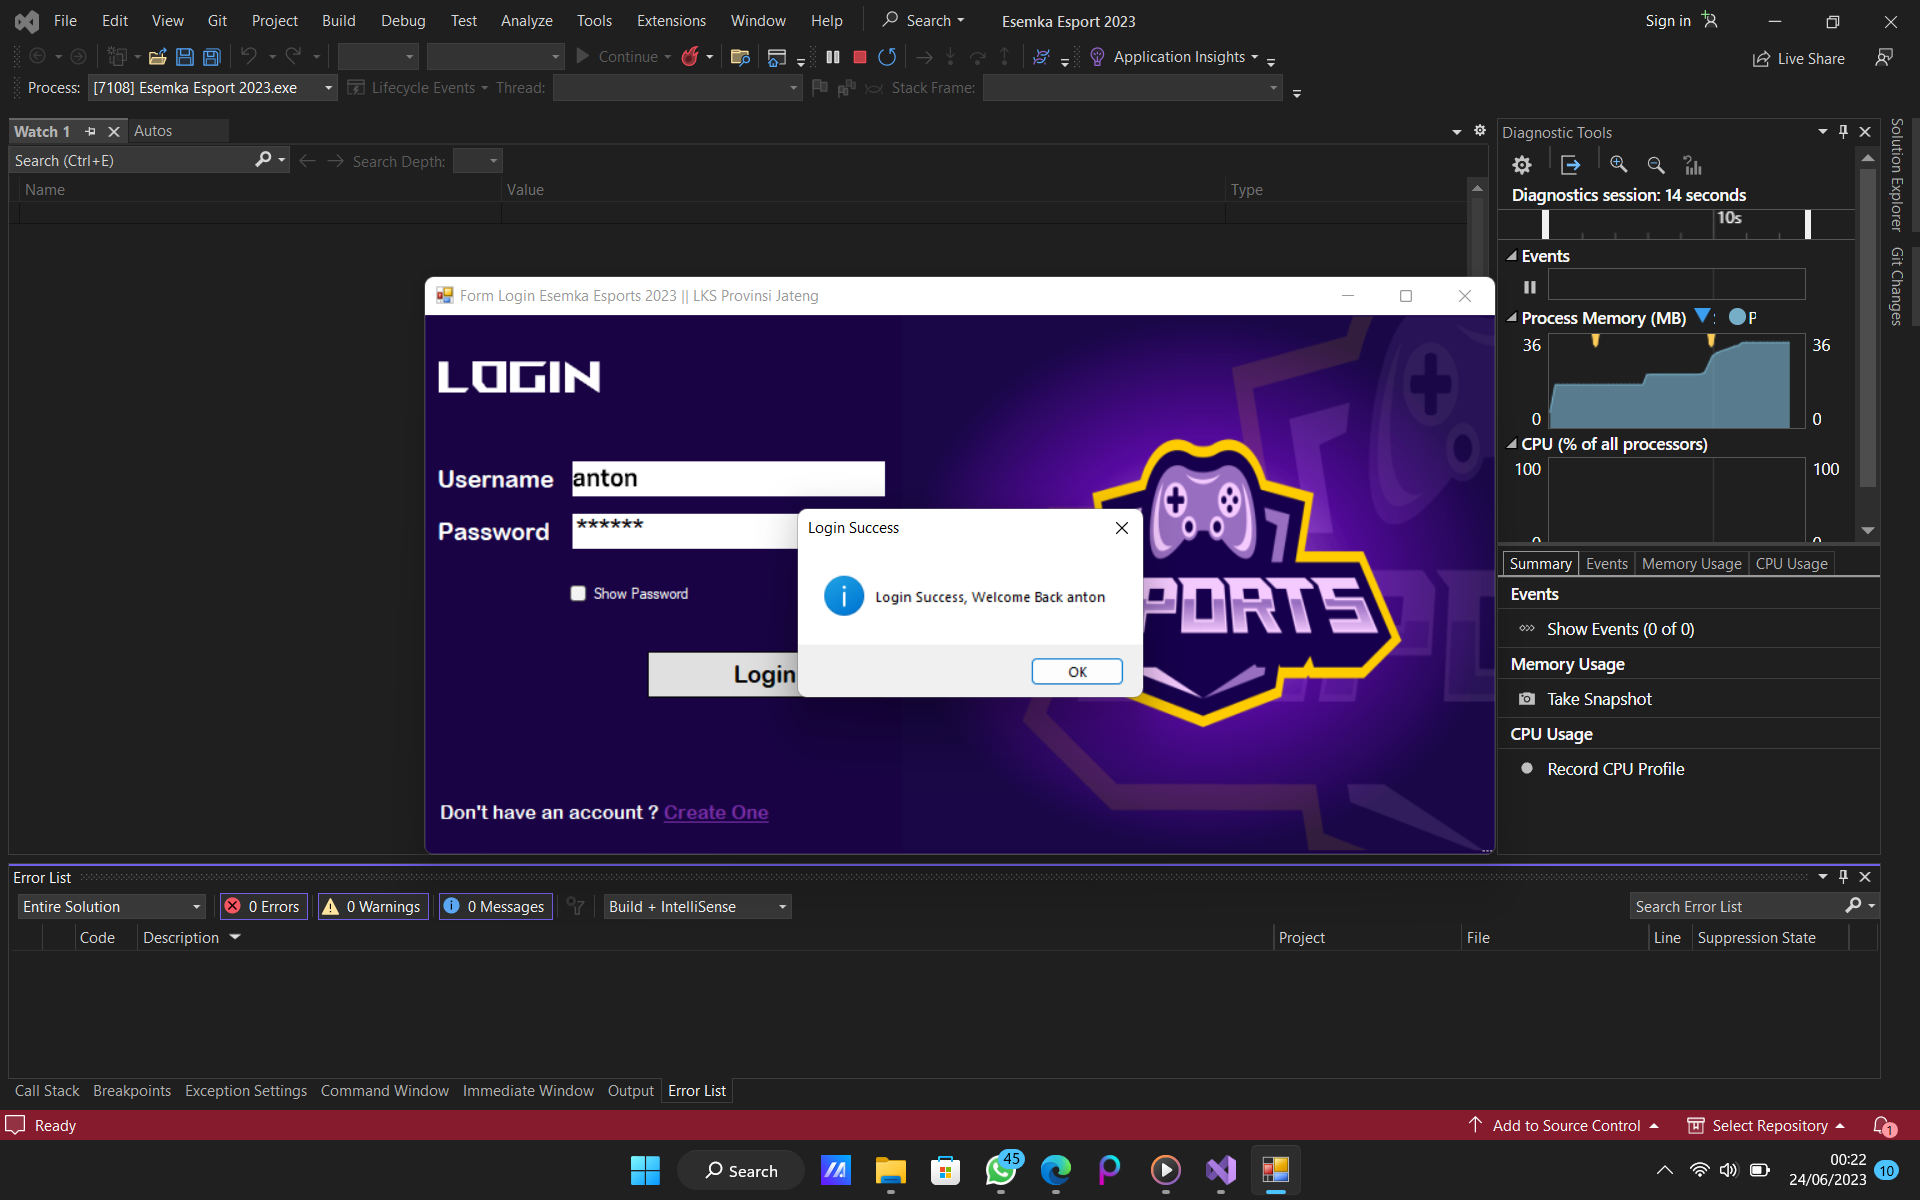 File Edit View Git Project Build Debug Test Analyze Tools Extensions Window Help Search Esemka Esport 2023 Sign in
Continue Application Insights Live Share
Process: [7108] Esemka Esport 2023.exe Lifecycle Events Thread: Stack Frame:
Watch 1 Autos
Search (Ctrl+E) Search Depth:
Name Value Type
Diagnostic Tools
Diagnostics session: 14 seconds
10s
Events
Process Memory (MB) P
36 36
0 0
CPU (% of all processors)
100 100
Summary Events Memory Usage CPU Usage
Events
Show Events (0 of 0)
Memory Usage
Take Snapshot
CPU Usage
Record CPU Profile
Solution Explorer
Git Changes
Form Login Esemka Esports 2023 || LKS Provinsi Jateng
LOGIN
Username anton
Password ******
Show Password
Login
Don't have an account ? Create One
PORTS
Login Success
Login Success, Welcome Back anton
OK
Error List
Entire Solution 0 Errors 0 Warnings 0 Messages Build + IntelliSense Search Error List
Code Description Project File Line Suppression State
Call Stack Breakpoints Exception Settings Command Window Immediate Window Output Error List
Ready Add to Source Control Select Repository 1
Search 45 00:22
24/06/2023 10